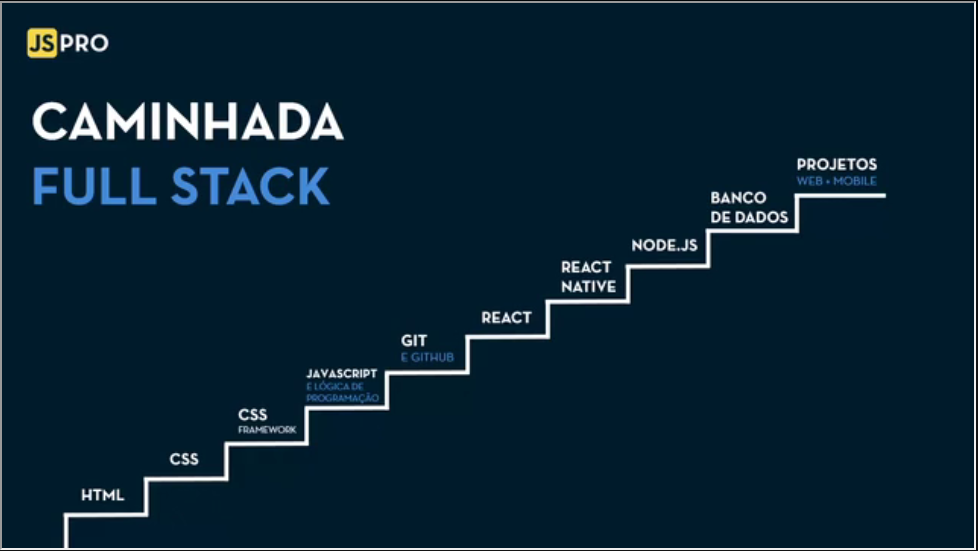 JS PRO
CAMINHADA
FULL STACK
PROJETOS
WEB + MOBILE
BANCO
DE DADOS
NODE.JS
REACT
NATIVE
REACT
GIT
E GITHUB
JAVASCRIPT
E LÓGICA DE
PROGRAMAÇÃO
CSS
FRAMEWORK
CSS
HTML